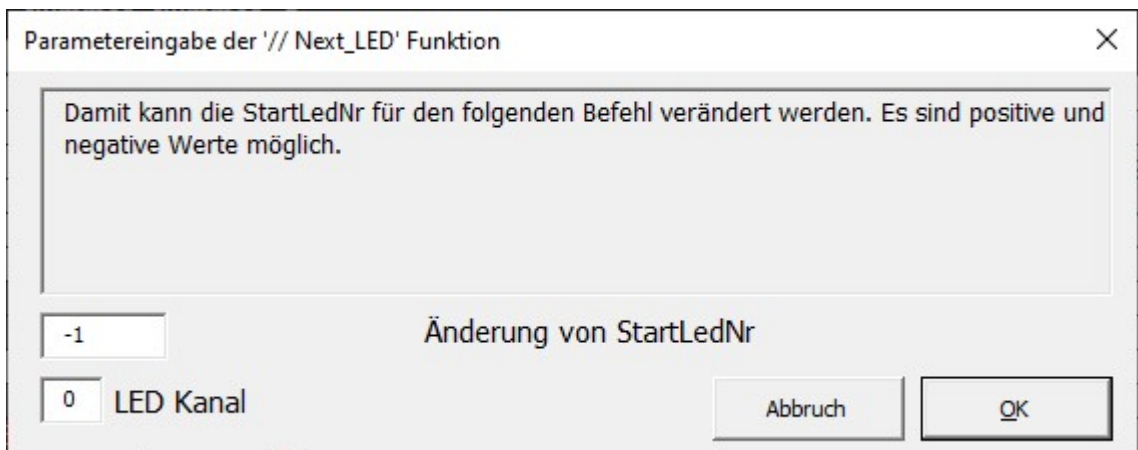 Parametereingabe der '// Next_LED' Funktion
Damit kann die StartLedNr für den folgenden Befehl verändert werden. Es sind positive und
negative Werte möglich.
-1 Änderung von StartLedNr
0 LED Kanal
Abbruch OK